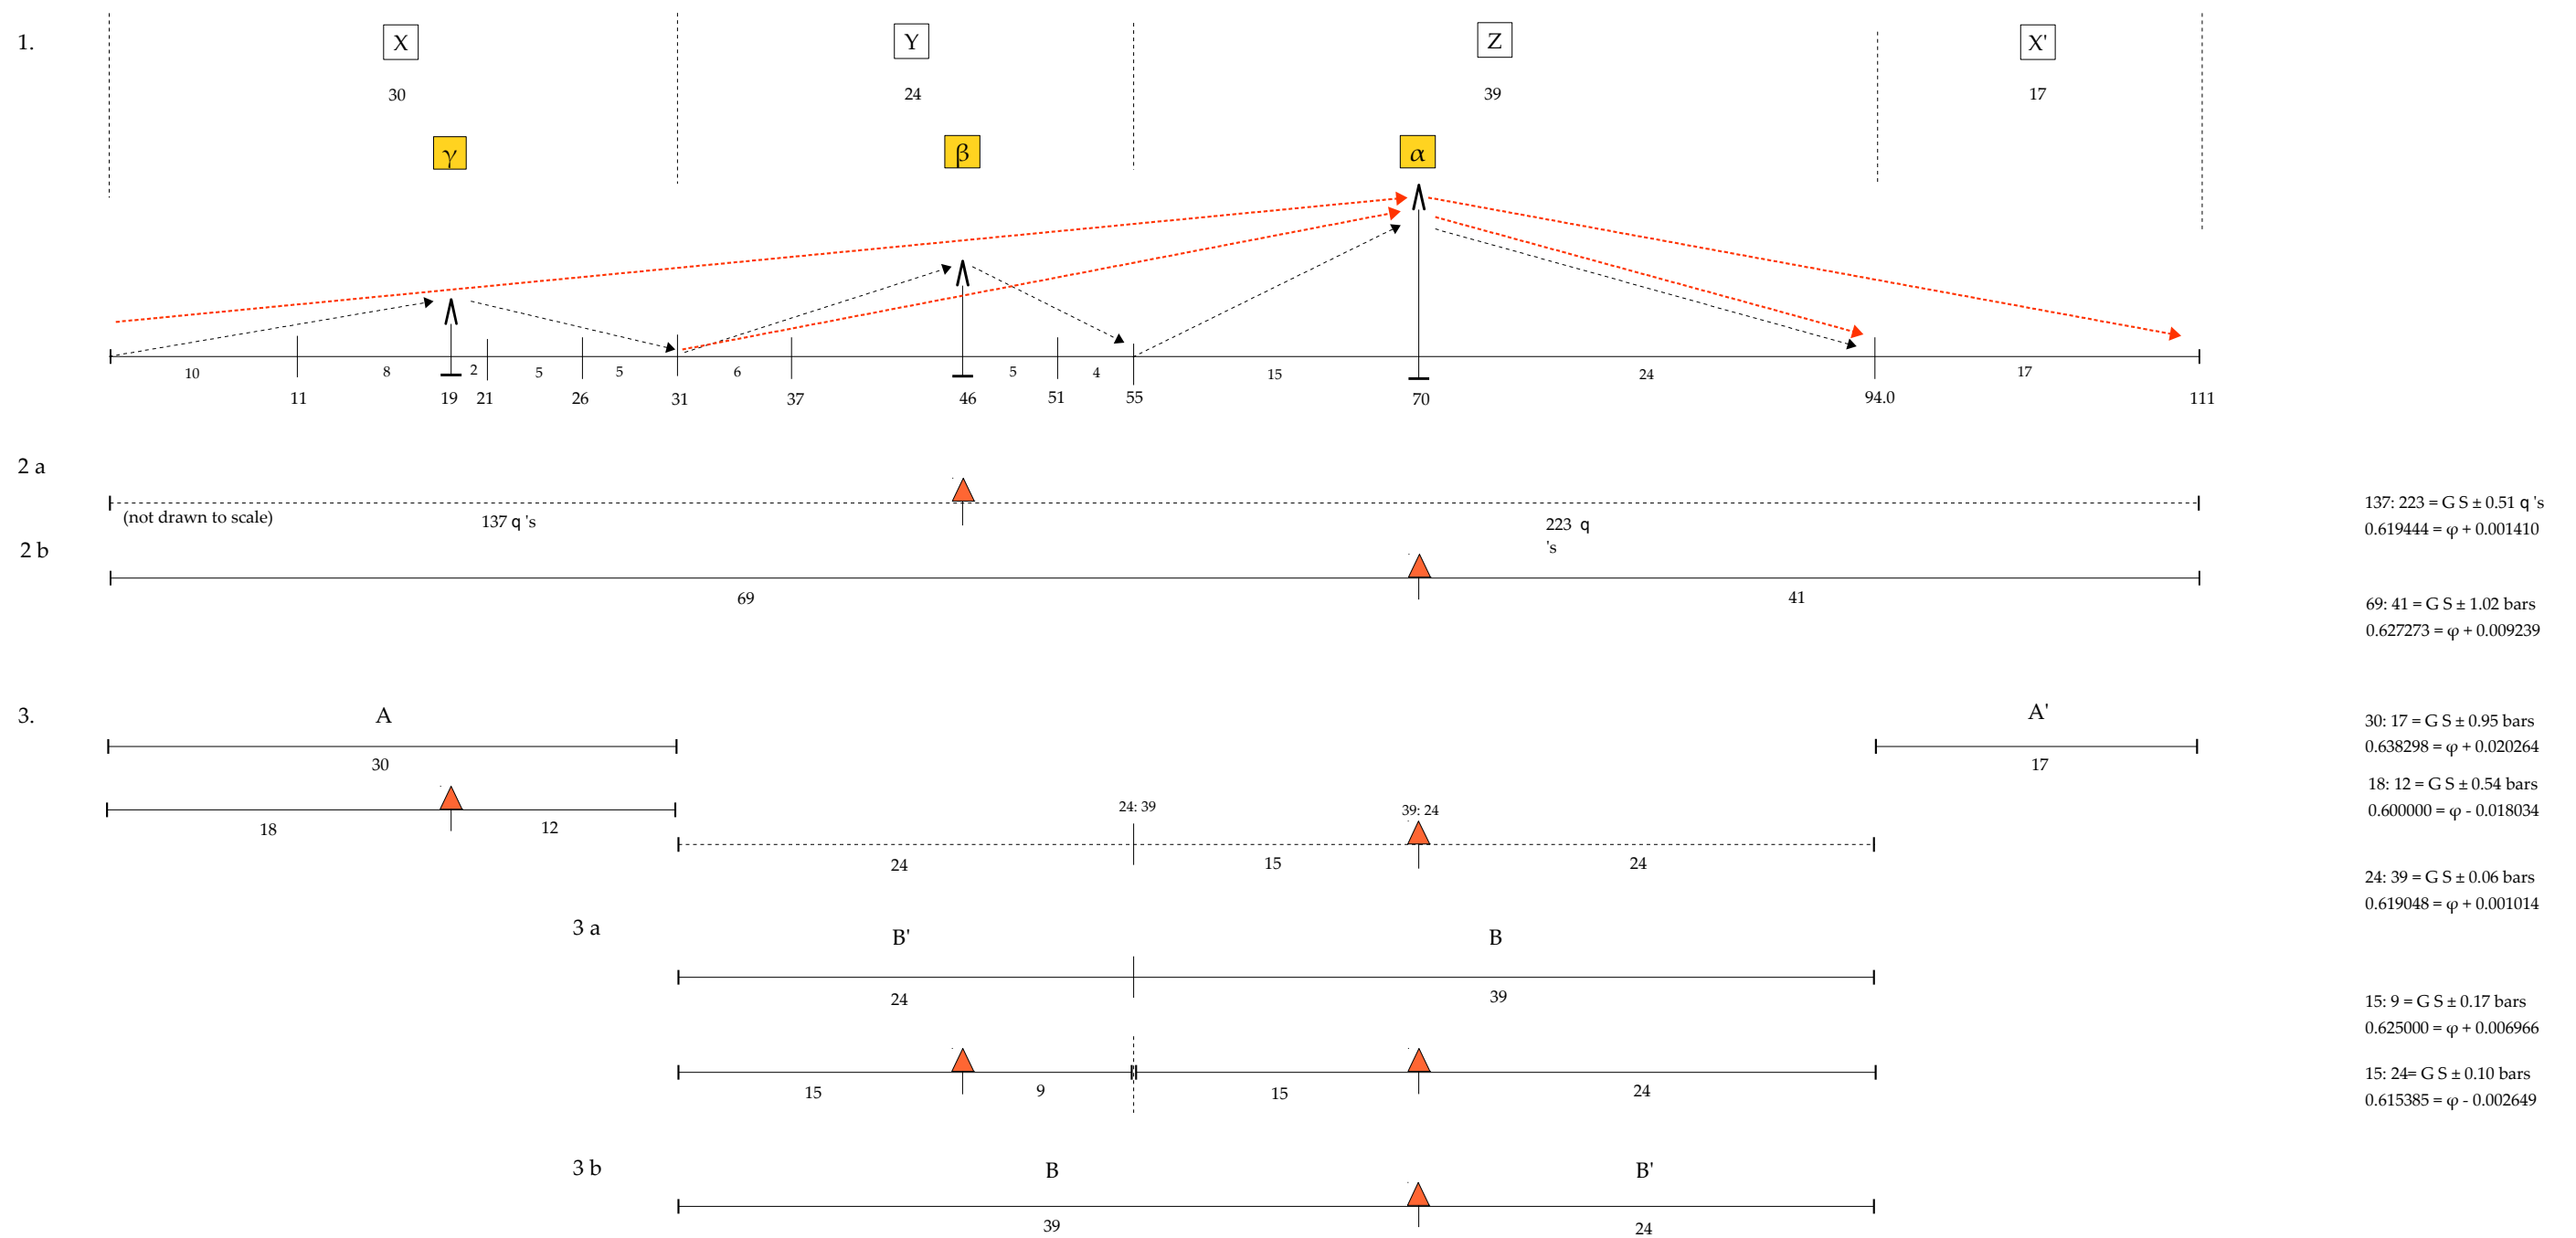 1.
X
Y
Z
X'
30
24
39
17
γ
β
α
10
8
2
5
5
6
5
4
15
24
17
11
19
21
26
31
37
46
51
55
70
94.0
111
2 a
(not drawn to scale)
137 q 's
223 q
's
137: 223 = G S ± 0.51 q 's
0.619444 = φ + 0.001410
2 b
69
41
69: 41 = G S ± 1.02 bars
0.627273 = φ + 0.009239
3.
A
A'
30
17
30: 17 = G S ± 0.95 bars
0.638298 = φ + 0.020264
18
12
18: 12 = G S ± 0.54 bars
0.600000 = φ - 0.018034
24: 39
39: 24
24
15
24
24: 39 = G S ± 0.06 bars
0.619048 = φ + 0.001014
3 a
B'
B
24
39
15
9
15
24
15: 9 = G S ± 0.17 bars
0.625000 = φ + 0.006966
15: 24= G S ± 0.10 bars
0.615385 = φ - 0.002649
3 b
B
B'
39
24